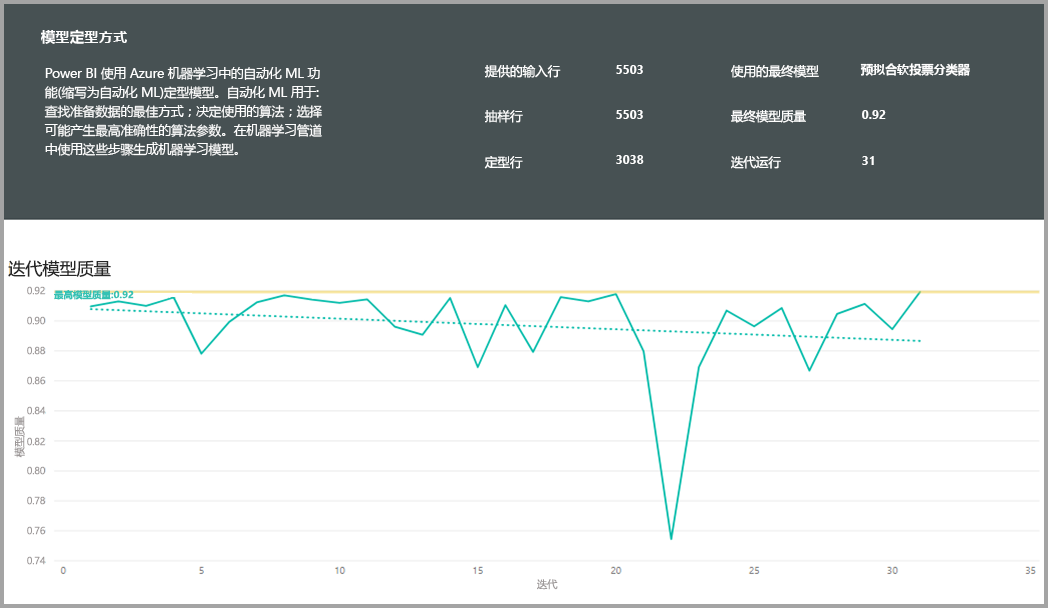 模型定型方式
Power BI 使用 Azure 机器学习中的自动化 ML 功
能(缩写为自动化 ML)定型模型。自动化 ML 用于:
查找准备数据的最佳方式；决定使用的算法；选择
可能产生最高准确性的算法参数。在机器学习管道
中使用这些步骤生成机器学习模型。
提供的输入行 5503
抽样行 5503
定型行 3038
使用的最终模型 预拟合软投票分类器
最终模型质量 0.92
迭代运行 31
迭代模型质量
最高模型质量:0.92
模型质量
0.92
0.90
0.88
0.86
0.84
0.82
0.80
0.78
0.76
0.74
0 5 10 15 20 25 30 35
迭代